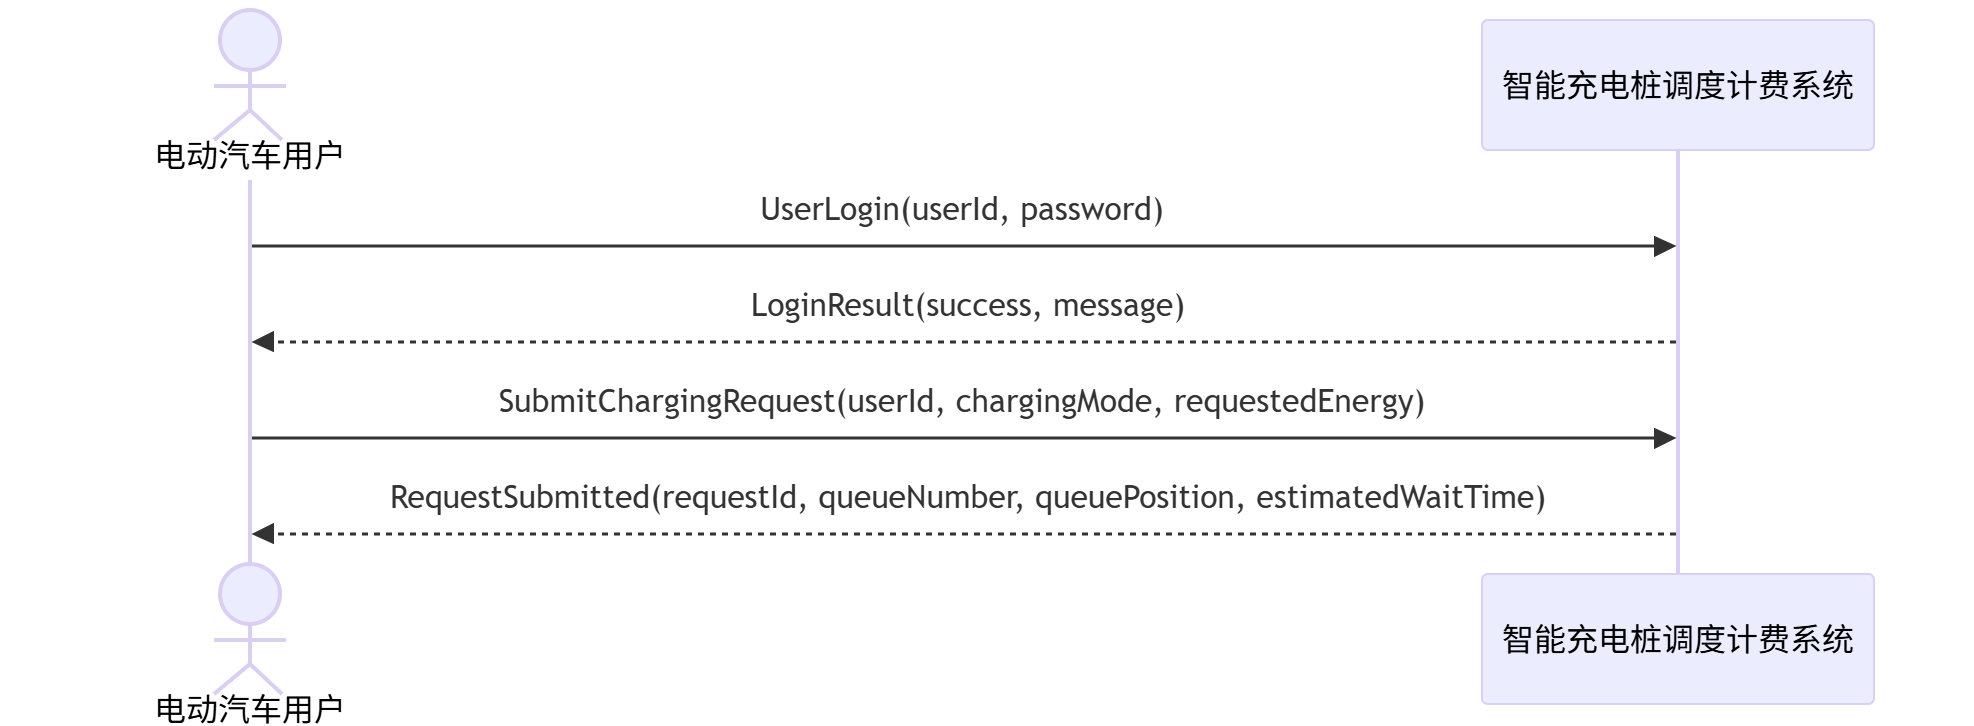 电动汽车用户
智能充电桩调度计费系统
UserLogin(userId, password)
LoginResult(success, message)
SubmitChargingRequest(userId, chargingMode, requestedEnergy)
RequestSubmitted(requestId, queueNumber, queuePosition, estimatedWaitTime)
电动汽车用户
智能充电桩调度计费系统